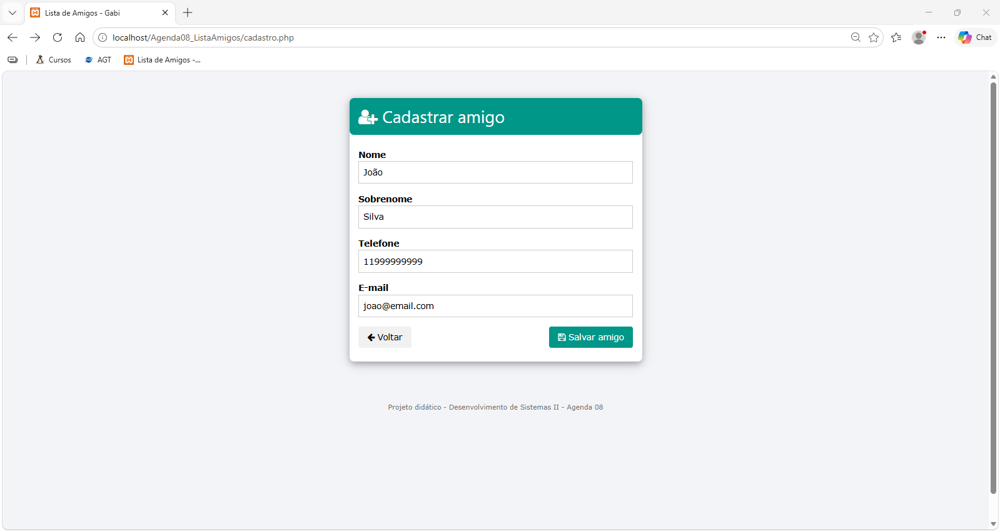 Lista de Amigos - Gabi
localhost/Agenda08_ListaAmigos/cadastro.php
Chat
Cursos
AGT
Lista de Amigos -...
Cadastrar amigo
Nome
João
Sobrenome
Silva
Telefone
11999999999
E-mail
joao@email.com
Voltar
Salvar amigo
Projeto didático - Desenvolvimento de Sistemas II - Agenda 08